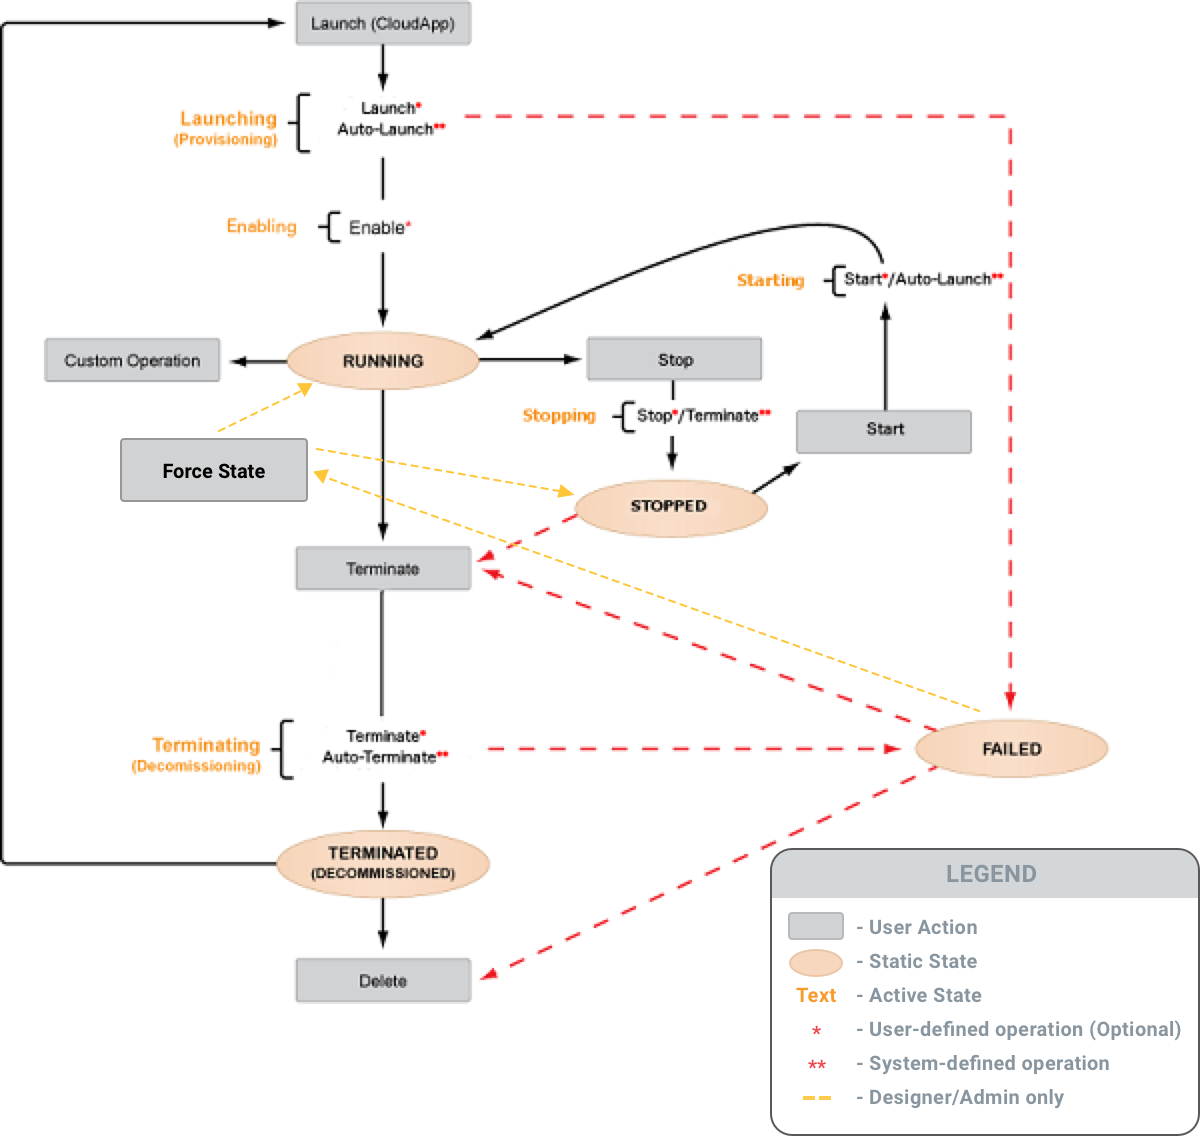 Launch (CloudApp)
Launching
(Provisioning)
Launch*
Auto-Launch**
Enabling
Enable*
Starting
Start*/Auto-Launch**
Custom Operation
RUNNING
Stop
Stopping
Stop*/Terminate**
Start
Force State
STOPPED
Terminate
Terminating
(Decomissioning)
Terminate*
Auto-Terminate**
FAILED
TERMINATED
(DECOMMISSIONED)
Delete
LEGEND
- User Action
- Static State
Text - Active State
* - User-defined operation (Optional)
** - System-defined operation
- Designer/Admin only